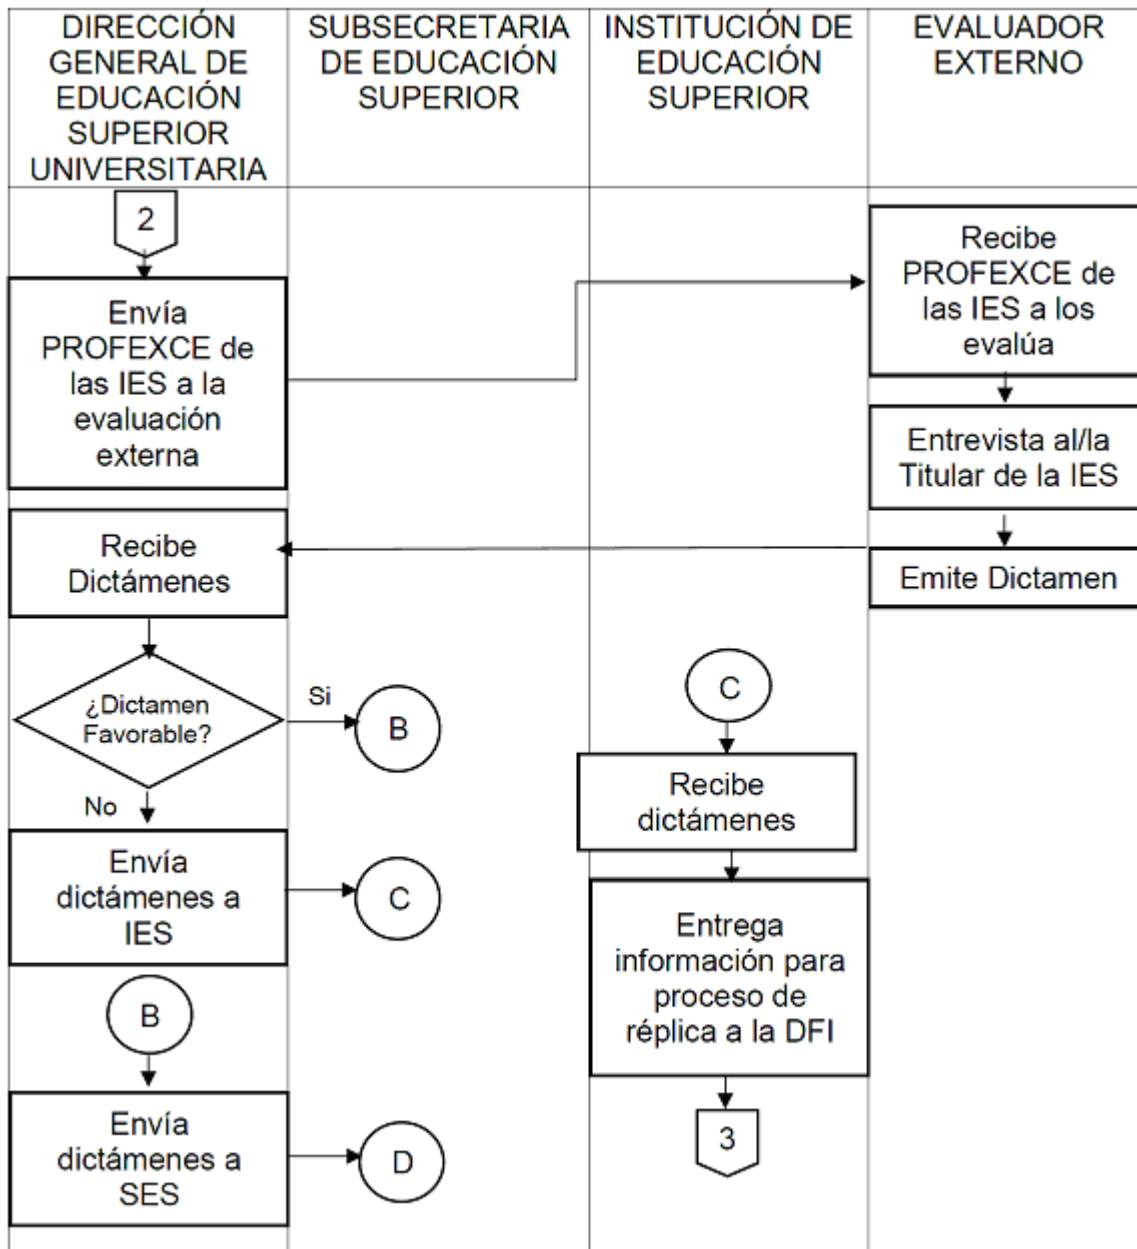 DIRECCIÓN
GENERAL DE
EDUCACIÓN
SUPERIOR
UNIVERSITARIA
SUBSECRETARIA
DE EDUCACIÓN
SUPERIOR
INSTITUCIÓN DE
EDUCACIÓN
SUPERIOR
EVALUADOR
EXTERNO
2
Envía
PROFEXCE de
las IES a la
evaluación
externa
Recibe
PROFEXCE de
las IES a los
evalúa
Entrevista al/la
Titular de la IES
Emite Dictamen
Recibe
Dictámenes
¿Dictamen
Favorable?
Si
B
No
Envía
dictámenes a
IES
C
C
Recibe
dictámenes
Entrega
información para
proceso de
réplica a la DFI
3
B
Envía
dictámenes a
SES
D